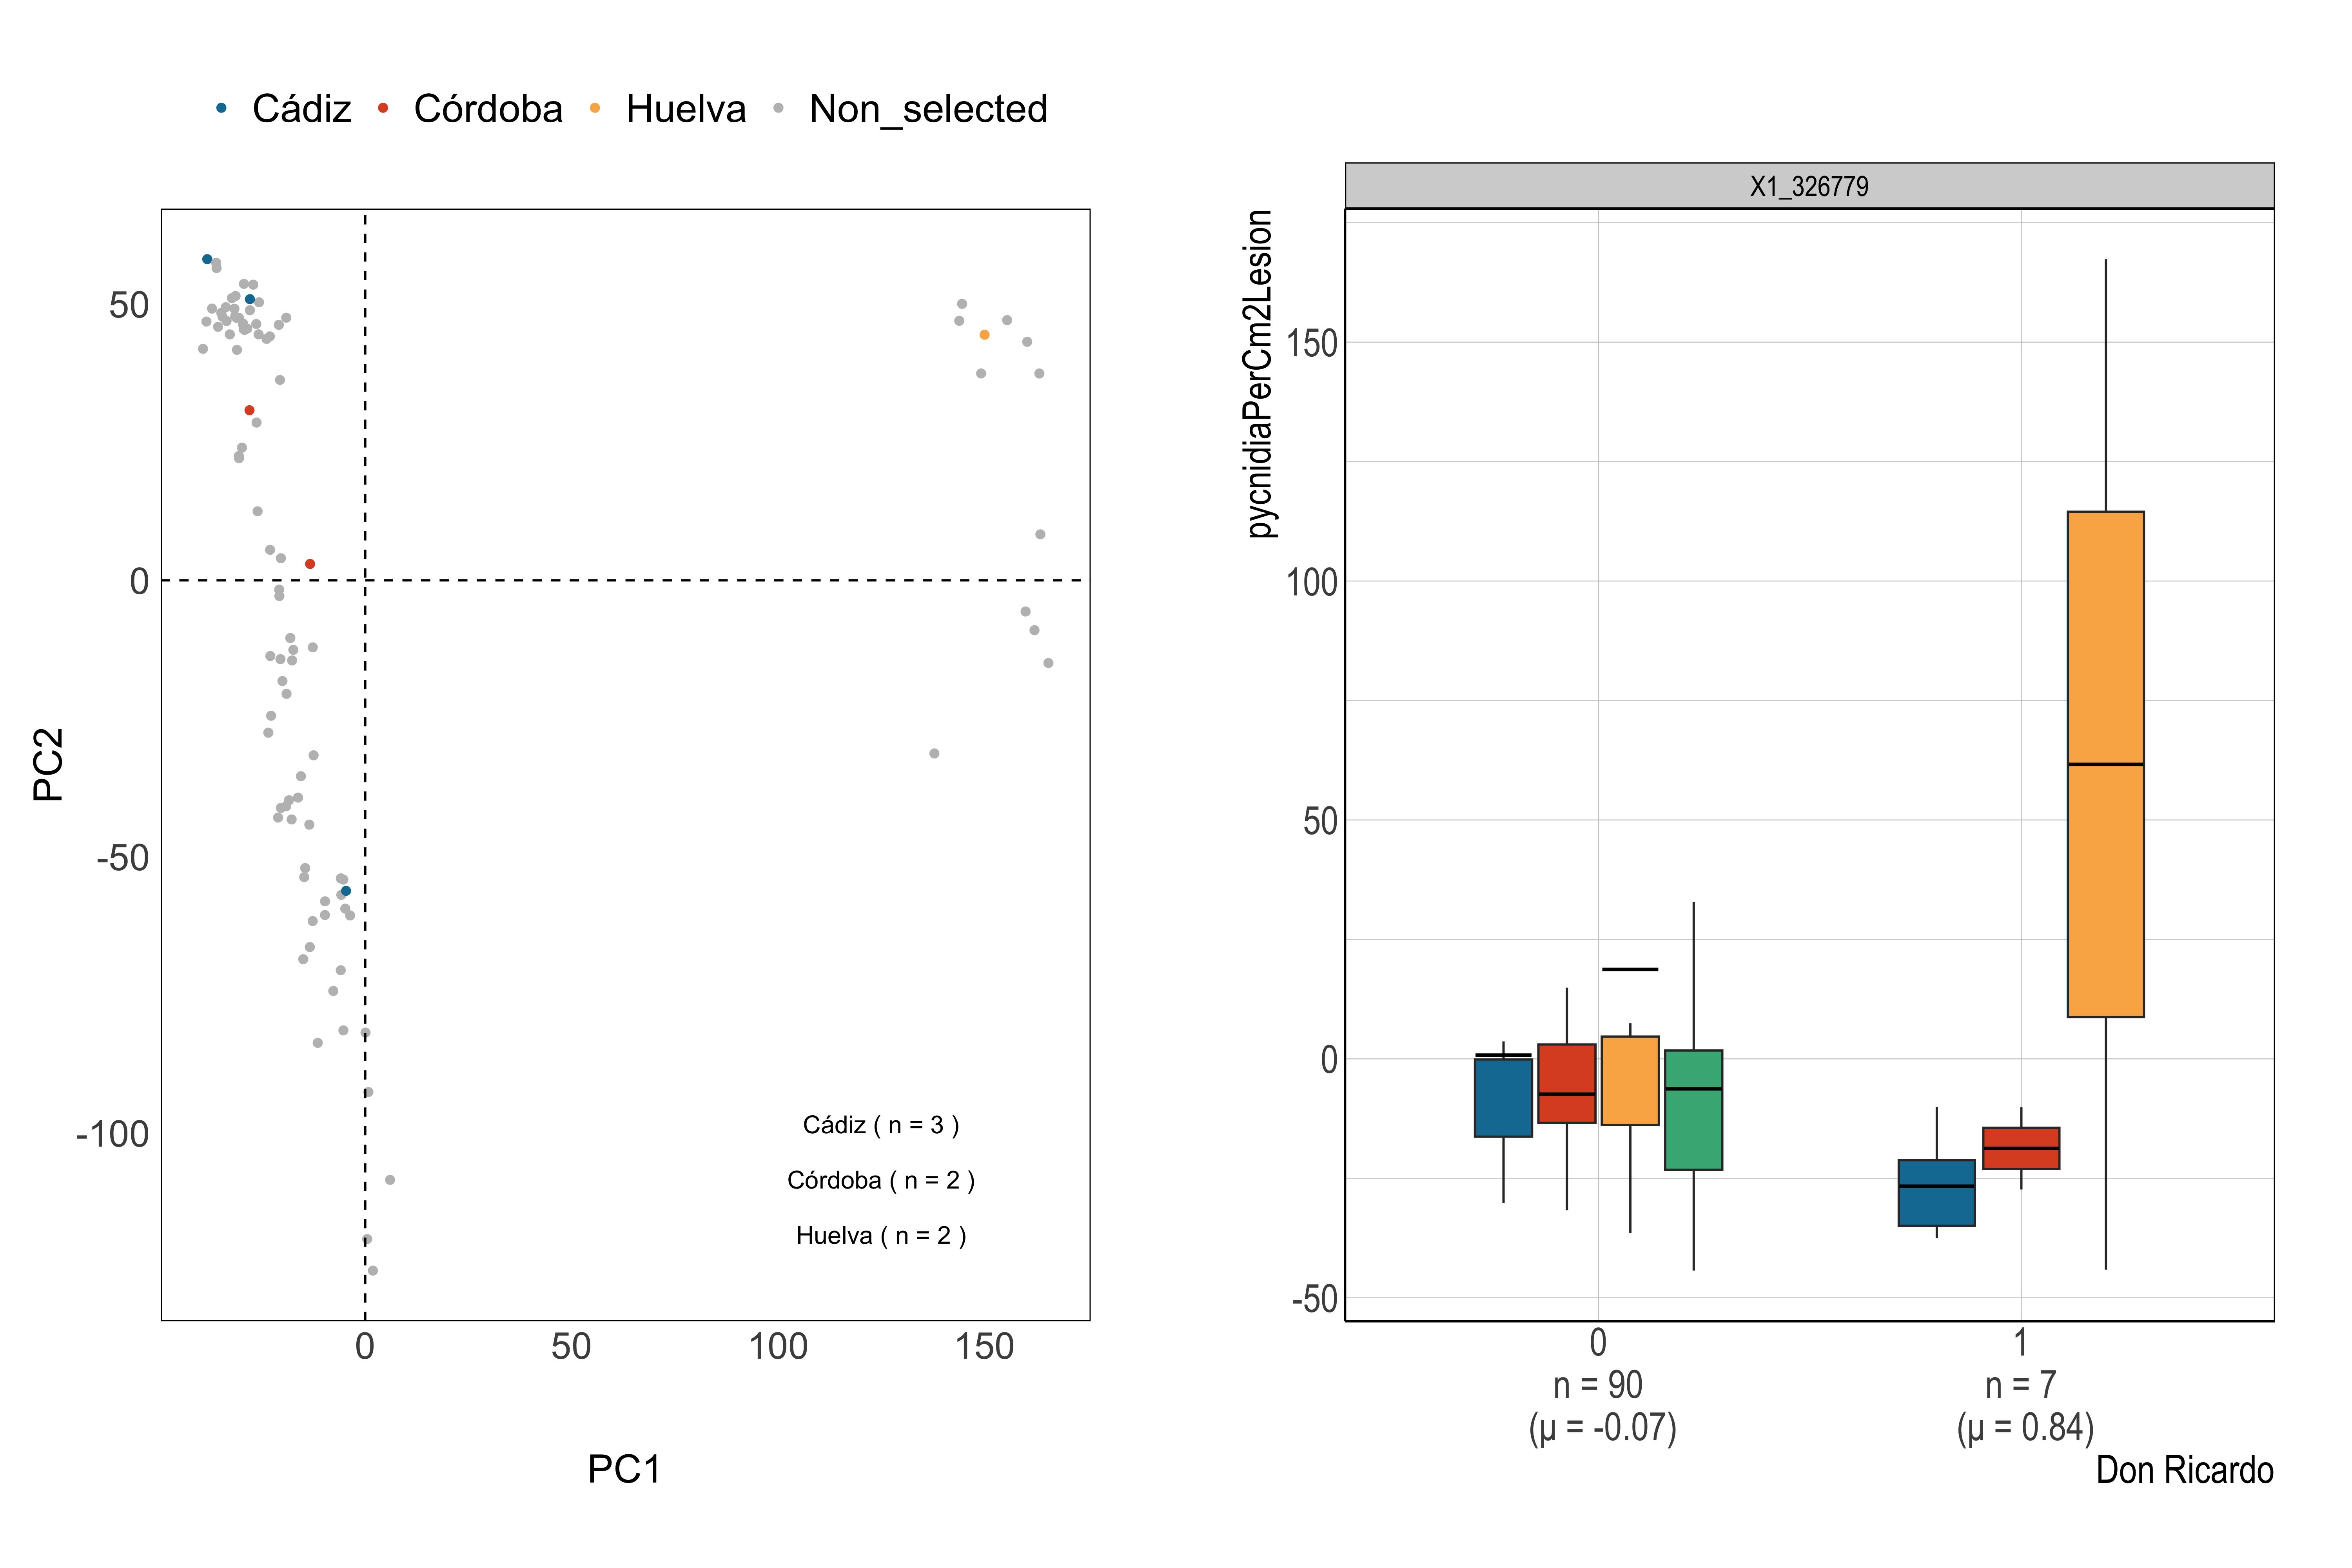 Cádiz Córdoba Huelva Non_selected
50
0
-50
-100
PC2
Cádiz ( n = 3 )
Córdoba ( n = 2 )
Huelva ( n = 2 )
0 50 100 150
PC1
X1_326779
pycnidiaPerCm2Lesion
150
100
50
0
-50
0 1
n = 90 n = 7
(µ = -0.07) (µ = 0.84)
Don Ricardo